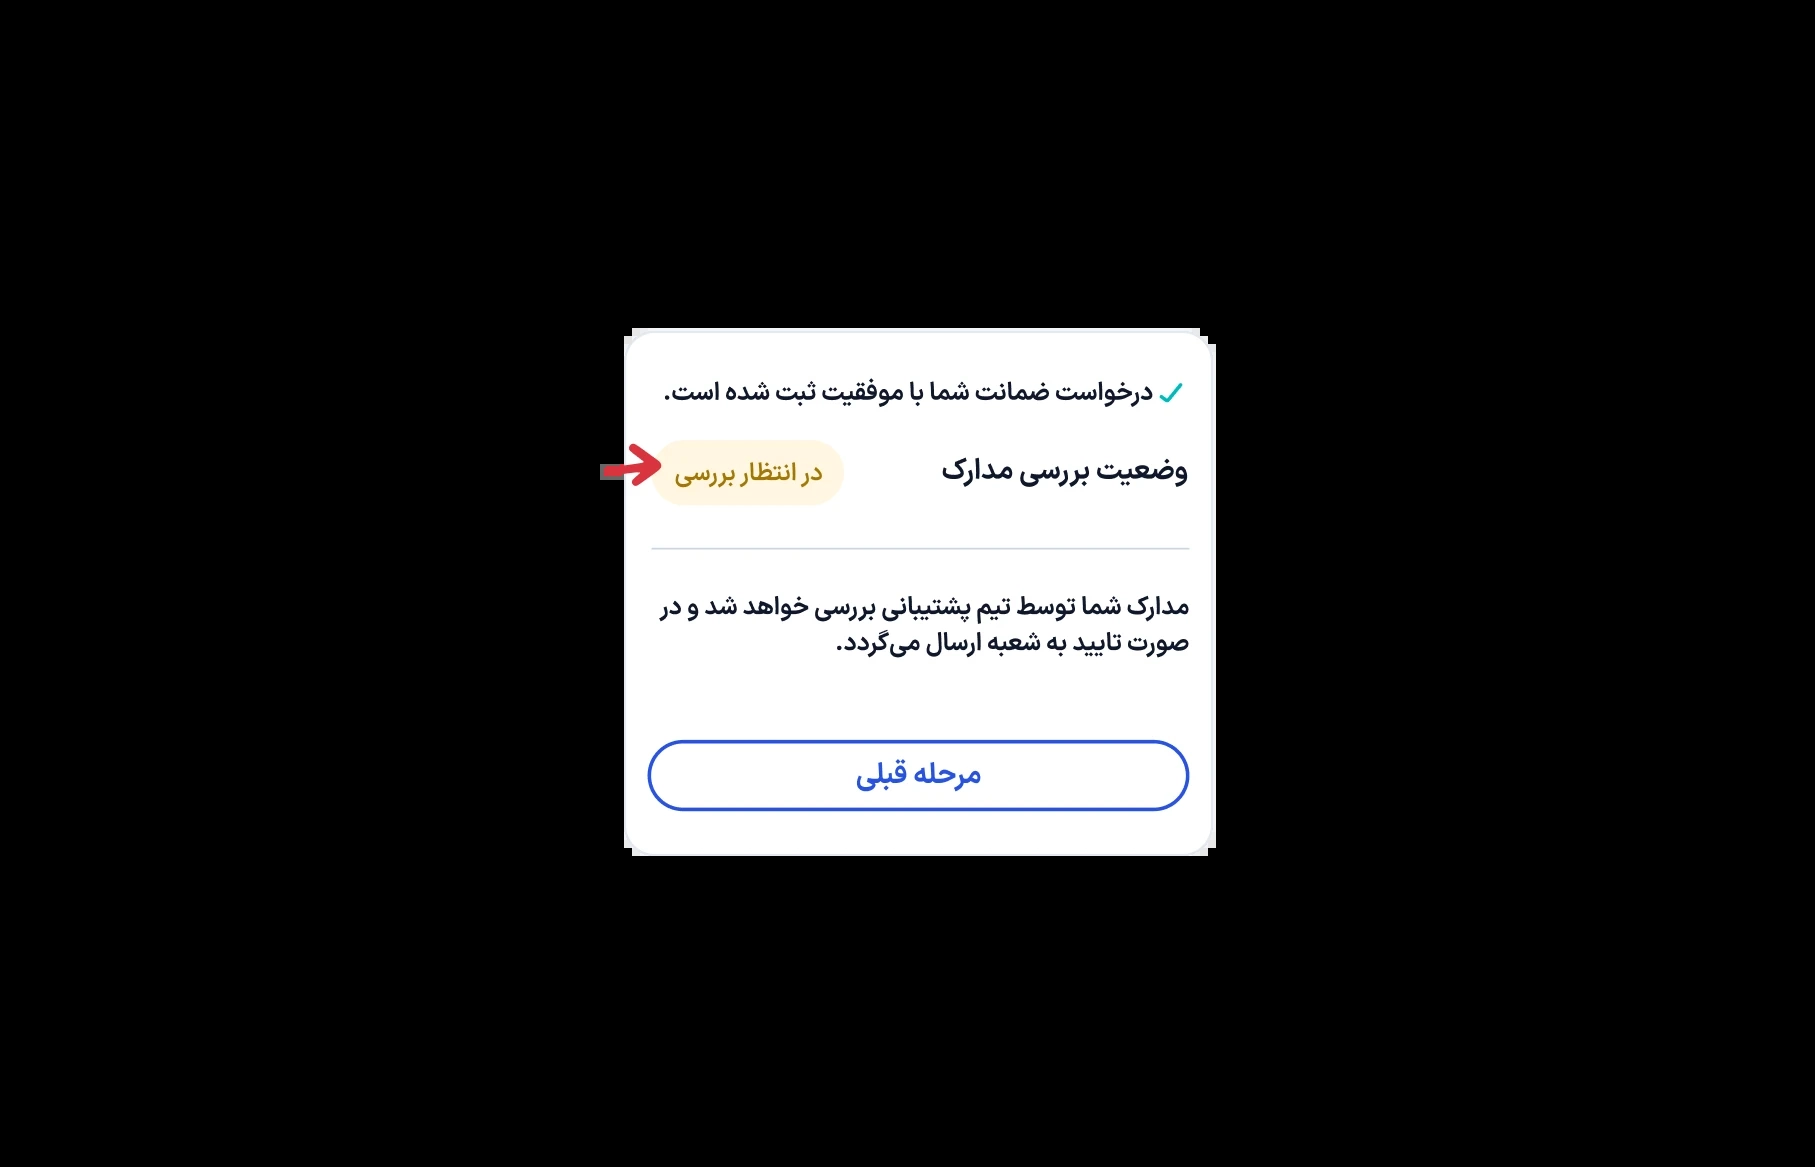 درخواست ضمانت شما با موفقیت ثبت شده است.
وضعیت بررسی مدارک
در انتظار بررسی
مدارک شما توسط تیم پشتیبانی بررسی خواهد شد و در
صورت تایید به شعبه ارسال می‌گردد.
مرحله قبلی